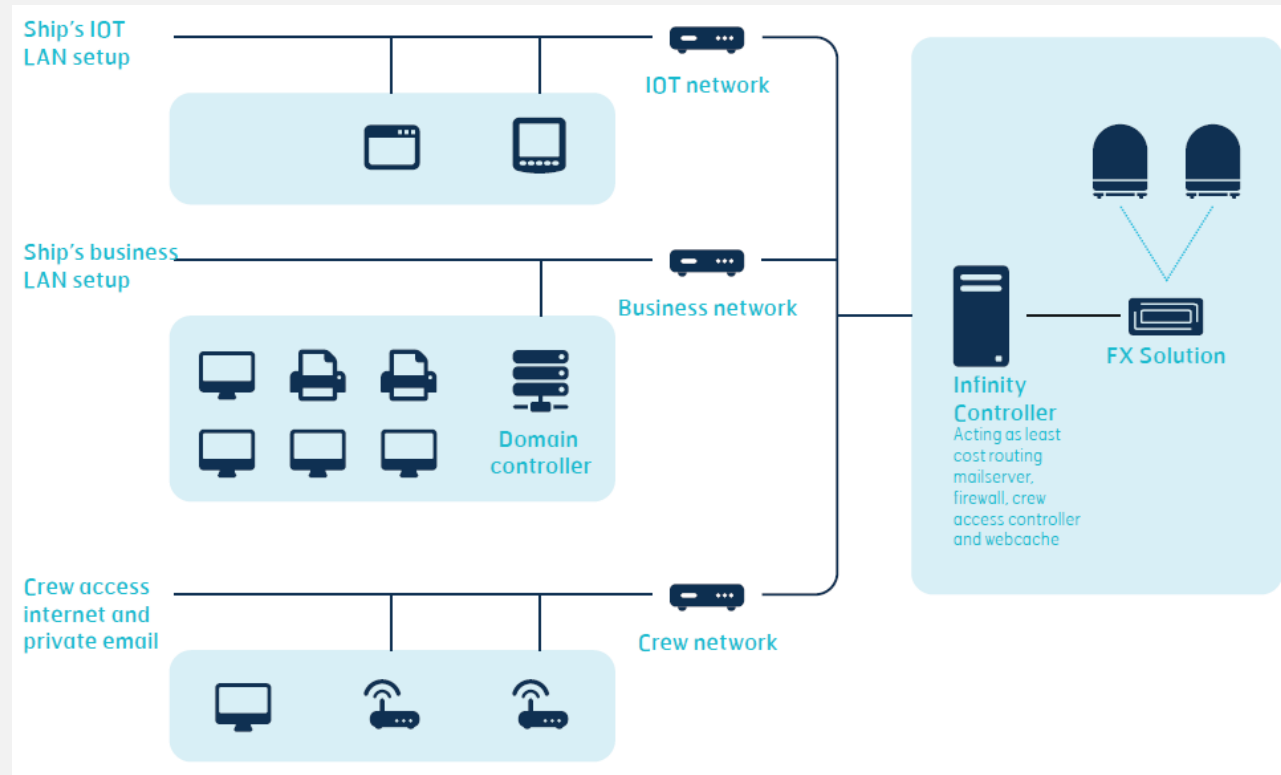 Ship's IOT
LAN setup
IOT network
Ship's business
LAN setup
Business network
Domain
controller
Crew access
internet and
private email
Crew network
Infinity
Controller
Acting as least
cost routing
mailserver,
firewall, crew
access controller
and webcache
FX Solution